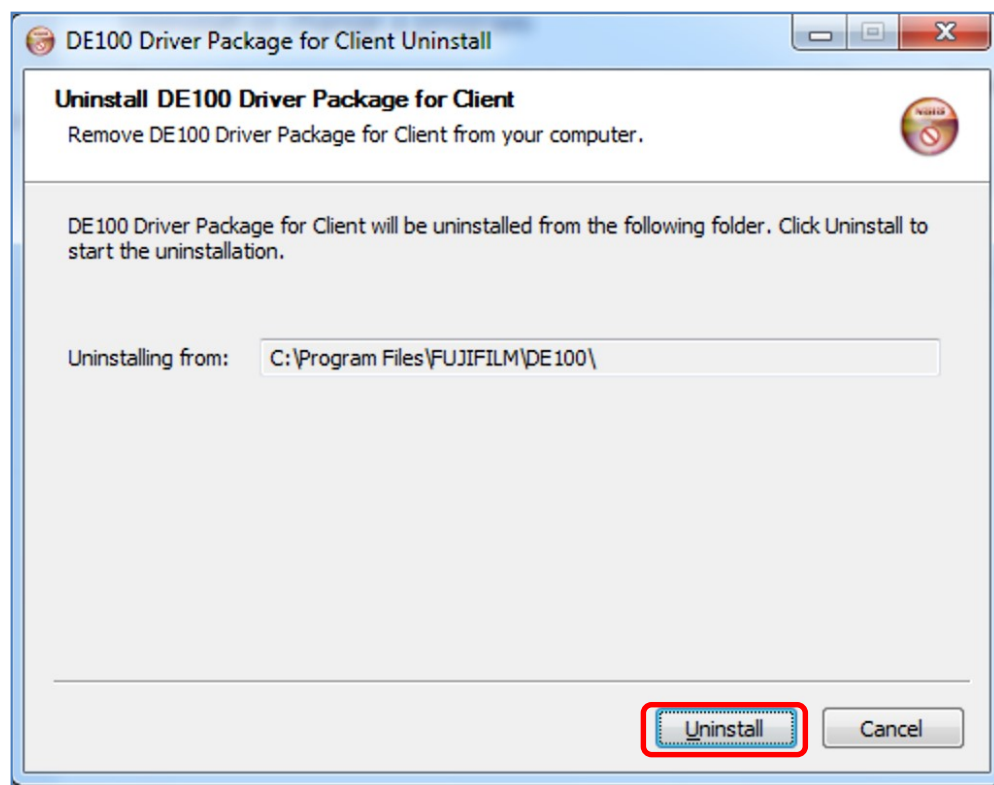 DE100 Driver Package for Client Uninstall
Uninstall DE100 Driver Package for Client
Remove DE100 Driver Package for Client from your computer.
DE100 Driver Package for Client will be uninstalled from the following folder. Click Uninstall to
start the uninstallation.
Uninstalling from: C:\Program Files\FUJIFILM\DE100\
Uninstall Cancel